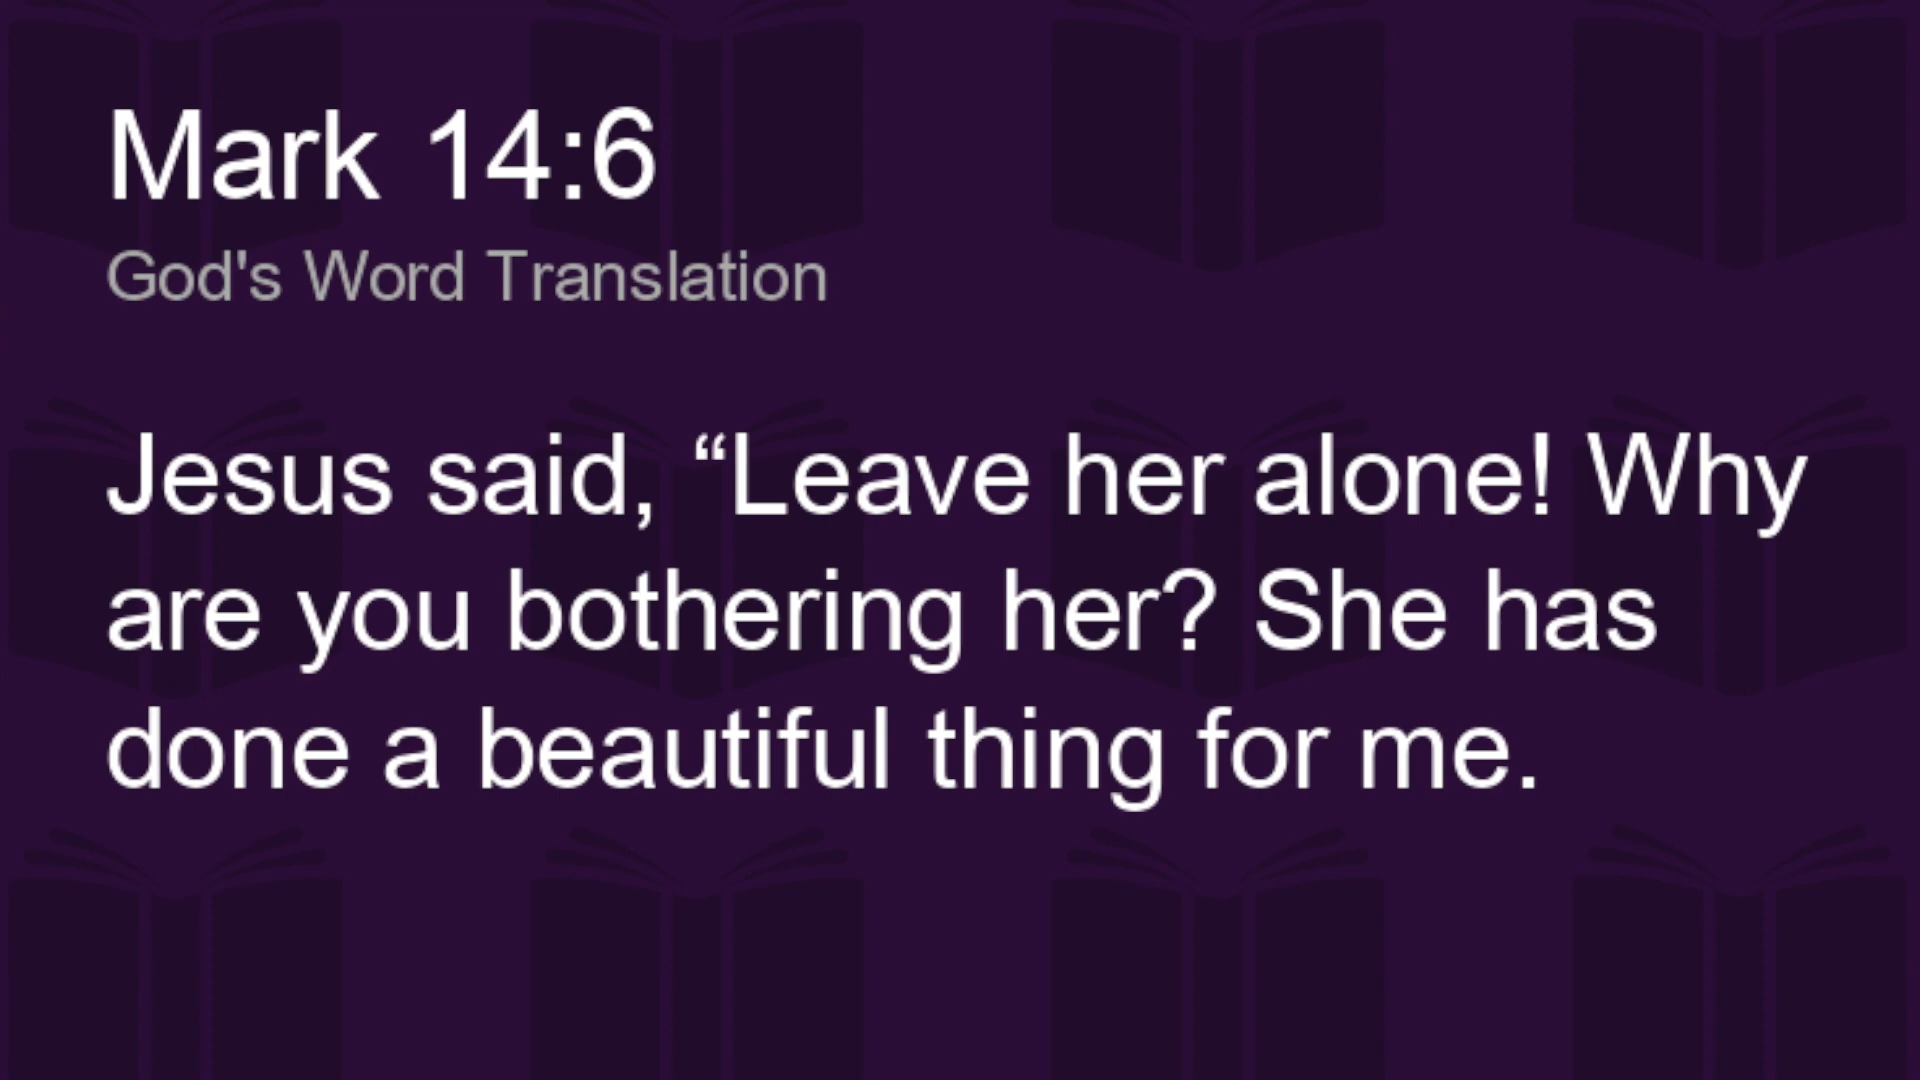 Mark 14:6
God's Word Translation
Jesus said, “Leave her alone! Why
are you bothering her? She has
done a beautiful thing for me.